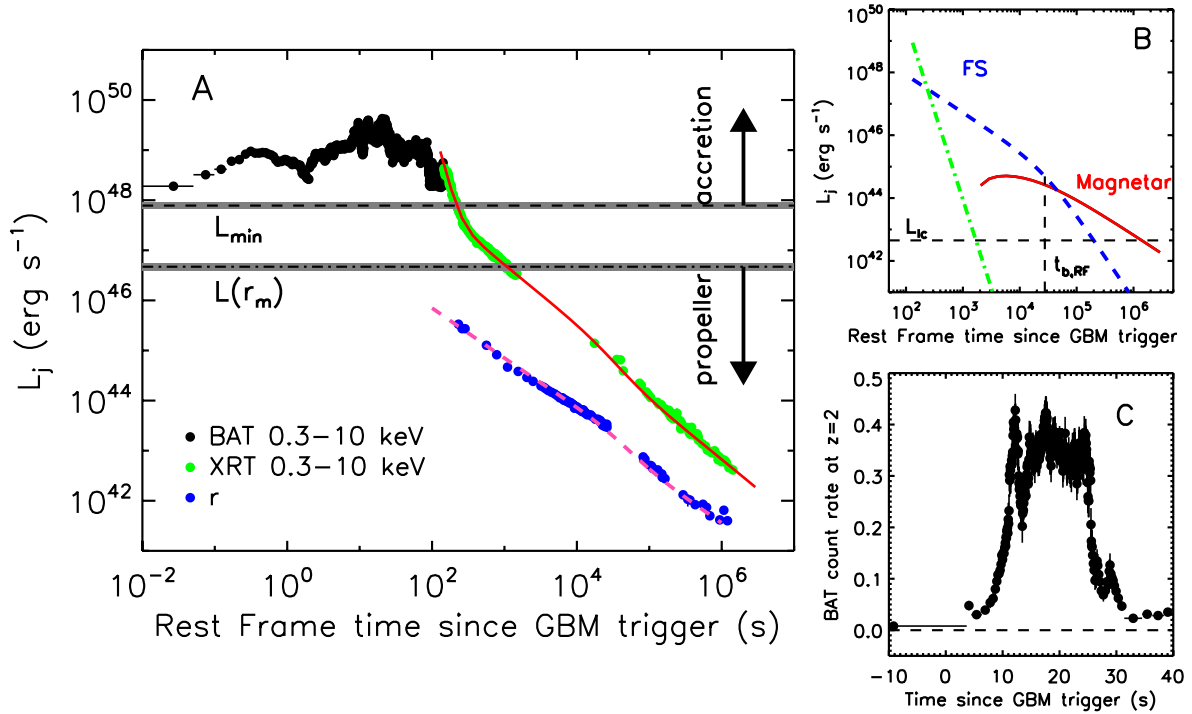 A
10^50
10^48
10^46
10^44
10^42
L_j (erg s^-1)
accretion
L_min
L(r_m)
propeller
BAT 0.3-10 keV
XRT 0.3-10 keV
r
10^-2
10^0
10^2
10^4
10^6
Rest Frame time since GBM trigger (s)
B
10^50
10^48
10^46
10^44
10^42
L_j (erg s^-1)
FS
Magnetar
L_lc
t_b,RF
10^2
10^3
10^4
10^5
10^6
Rest Frame time since GBM trigger
C
0.5
0.4
0.3
0.2
0.1
0.0
BAT count rate at z=2
-10
0
10
20
30
40
Time since GBM trigger (s)